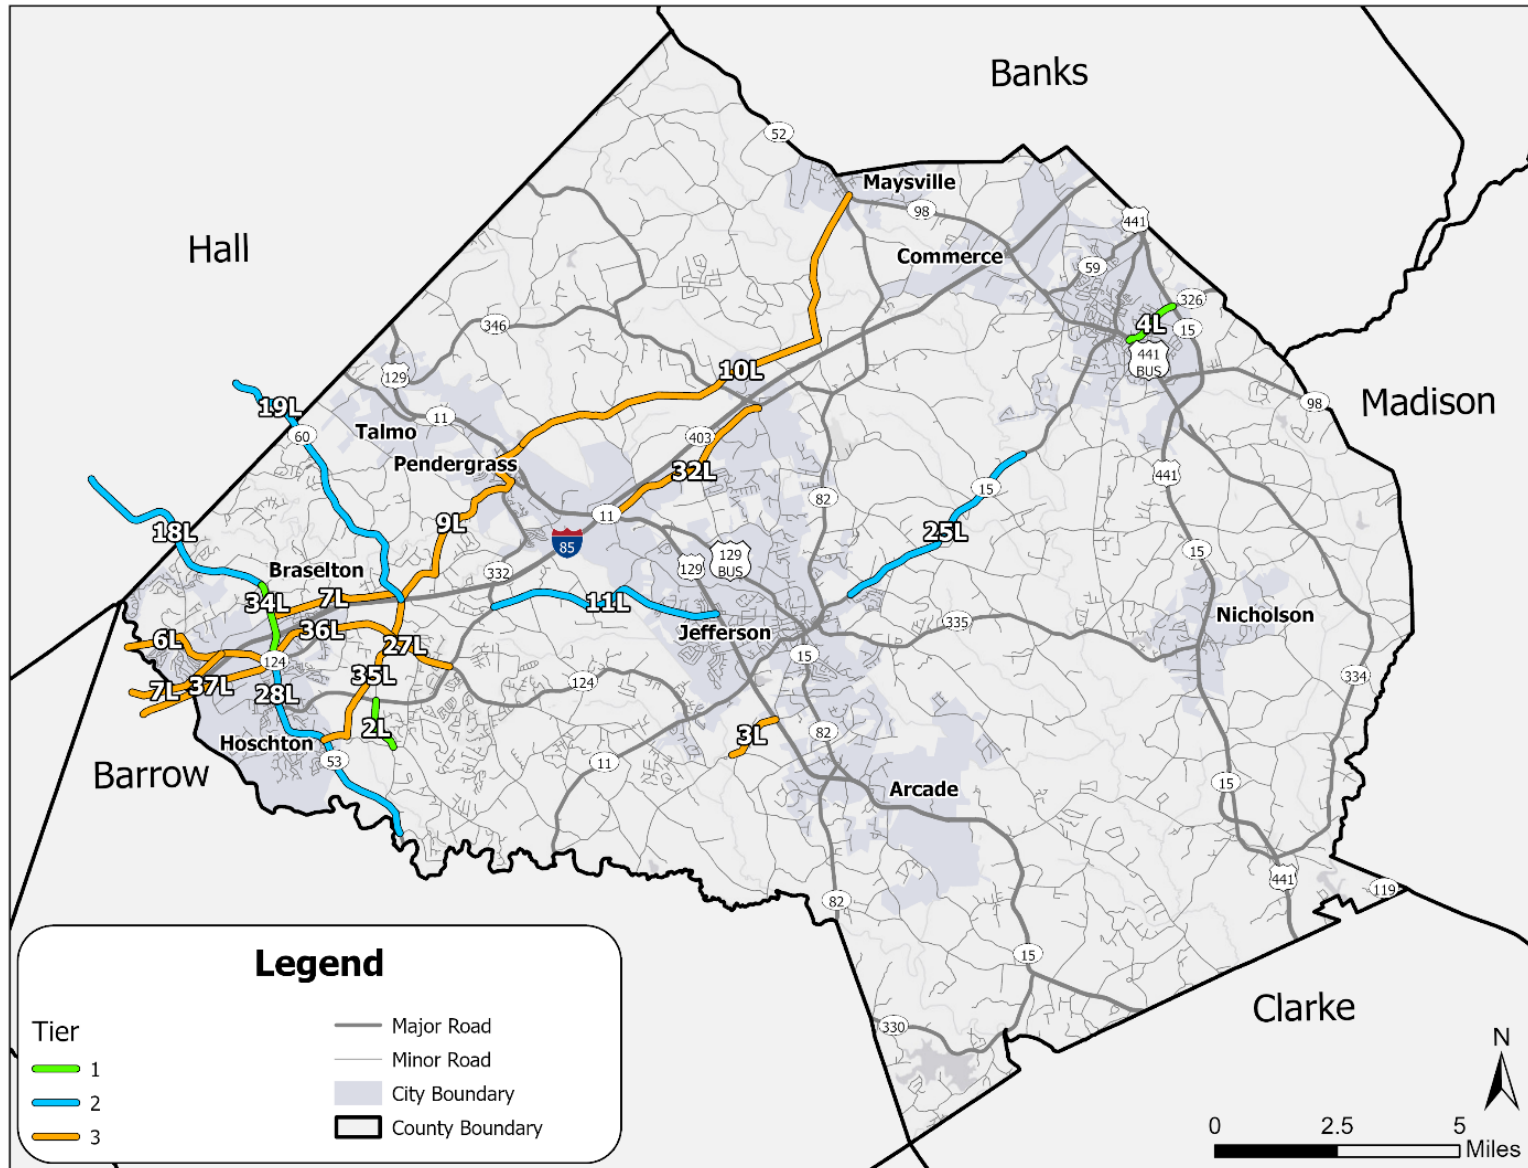 Banks
52
Maysville
98
441
Hall
Commerce
59
326
4L
15
346
441
BUS
10L
129
98
Madison
19L
11
60
Talmo
403
Pendergrass
32L
441
82
15
9L
11
25L
18L
85
129
BUS
15
129
332
Braselton
34L
7L
11L
Nicholson
36L
335
Jefferson
6L
27L
124
15
35L
334
124
7L
37L
28L
2L
3L
82
Hoschton
53
11
Barrow
15
Arcade
441
119
82
Legend
15
Clarke
Tier
Major Road
330
N
Minor Road
1
City Boundary
2
County Boundary
3
0
2.5
5
Miles